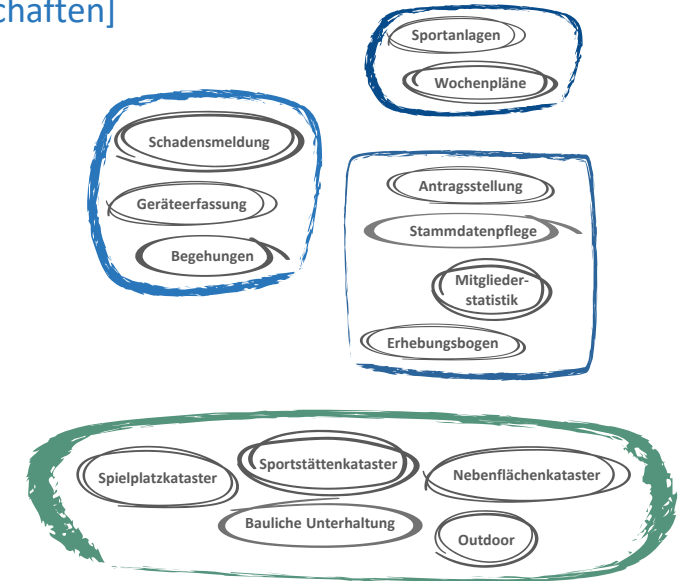 chaften]
Sportanlagen
Wochenpläne
Schadensmeldung
Geräteerfassung
Begehungen
Antragsstellung
Stammdatenpflege
Mitglieder-
statistik
Erhebungsbogen
Spielplatzkataster
Sportstättenkataster
Nebenflächenkataster
Bauliche Unterhaltung
Outdoor